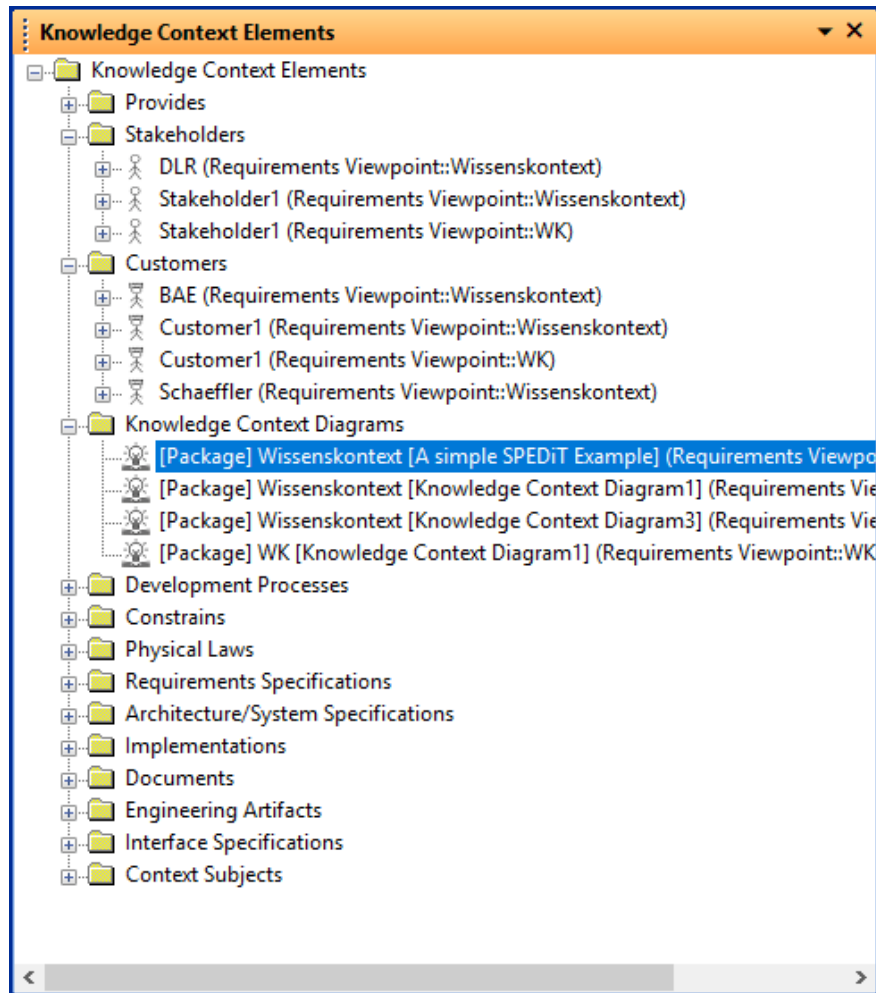 Knowledge Context Elements
Knowledge Context Elements
Provides
Stakeholders
DLR (Requirements Viewpoint::Wissenskontext)
Stakeholder1 (Requirements Viewpoint::Wissenskontext)
Stakeholder1 (Requirements Viewpoint::WK)
Customers
BAE (Requirements Viewpoint::Wissenskontext)
Customer1 (Requirements Viewpoint::Wissenskontext)
Customer1 (Requirements Viewpoint::WK)
Schaeffler (Requirements Viewpoint::Wissenskontext)
Knowledge Context Diagrams
[Package] Wissenskontext [A simple SPEDiT Example] (Requirements Viewpo
[Package] Wissenskontext [Knowledge Context Diagram1] (Requirements Vie
[Package] Wissenskontext [Knowledge Context Diagram3] (Requirements Vie
[Package] WK [Knowledge Context Diagram1] (Requirements Viewpoint::WK
Development Processes
Constrains
Physical Laws
Requirements Specifications
Architecture/System Specifications
Implementations
Documents
Engineering Artifacts
Interface Specifications
Context Subjects